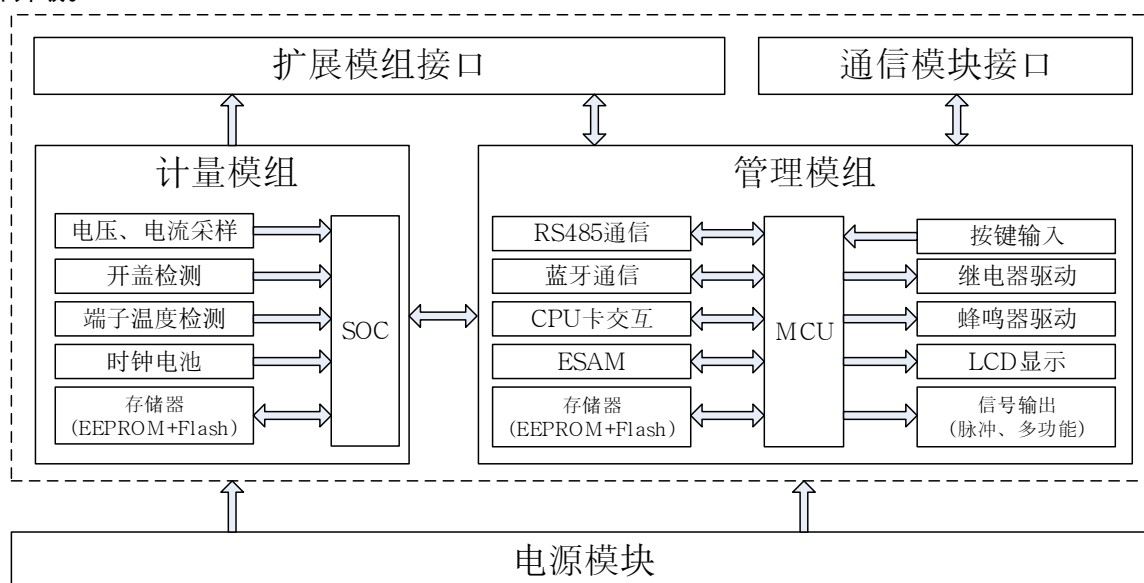 扩展模组接口
通信模块接口
计量模组
电压、电流采样
开盖检测
端子温度检测
时钟电池
存储器
(EEPROM+Flash)
SOC
管理模组
RS485通信
蓝牙通信
CPU卡交互
ESAM
存储器
(EEPROM+Flash)
MCU
按键输入
继电器驱动
蜂鸣器驱动
LCD显示
信号输出
(脉冲、多功能)
电源模块